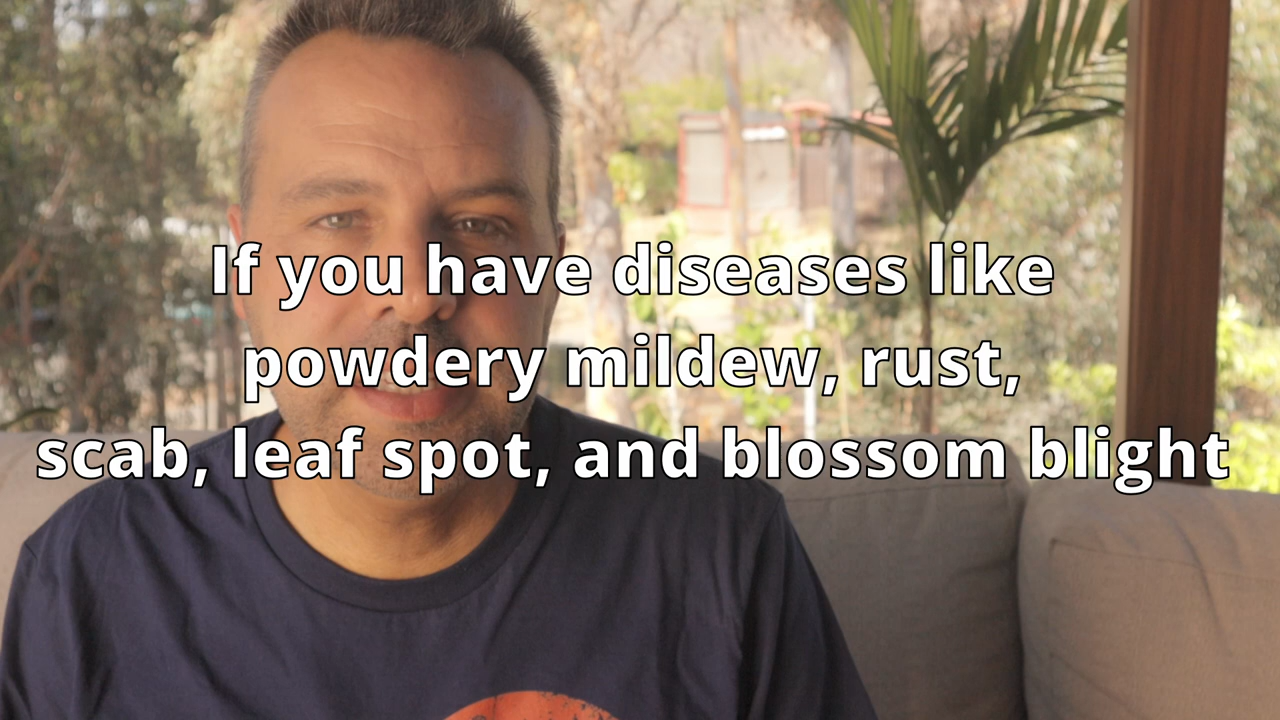 If you have diseases like
powdery mildew, rust,
scab, leaf spot, and blossom blight